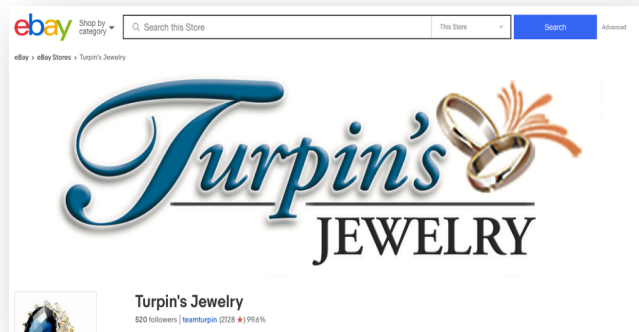 ebay
Shop by
category
Search this Store
This Store
Search
Advanced
eBay > eBay Stores > Turpin's Jewelry
Turpin's
JEWELRY
Turpin's Jewelry
520 followers | teamturpin (2128 ★) 99.6%